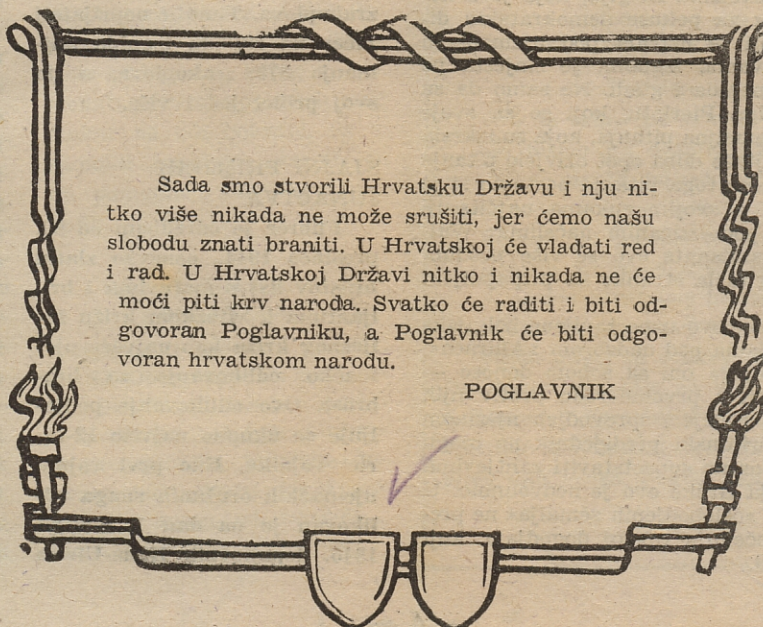 Sada smo stvorili Hrvatsku Državu i nju ni-
tko više nikada ne može srušiti, jer ćemo našu
slobodu znati braniti. U Hrvatskoj će vladati red
i rad. U Hrvatskoj Državi nitko i nikada ne će
moći piti krv naroda. Svatko će raditi i biti od-
govoran Poglavniku, a Poglavnik će biti odgo-
voran hrvatskom narodu.
POGLAVNIK